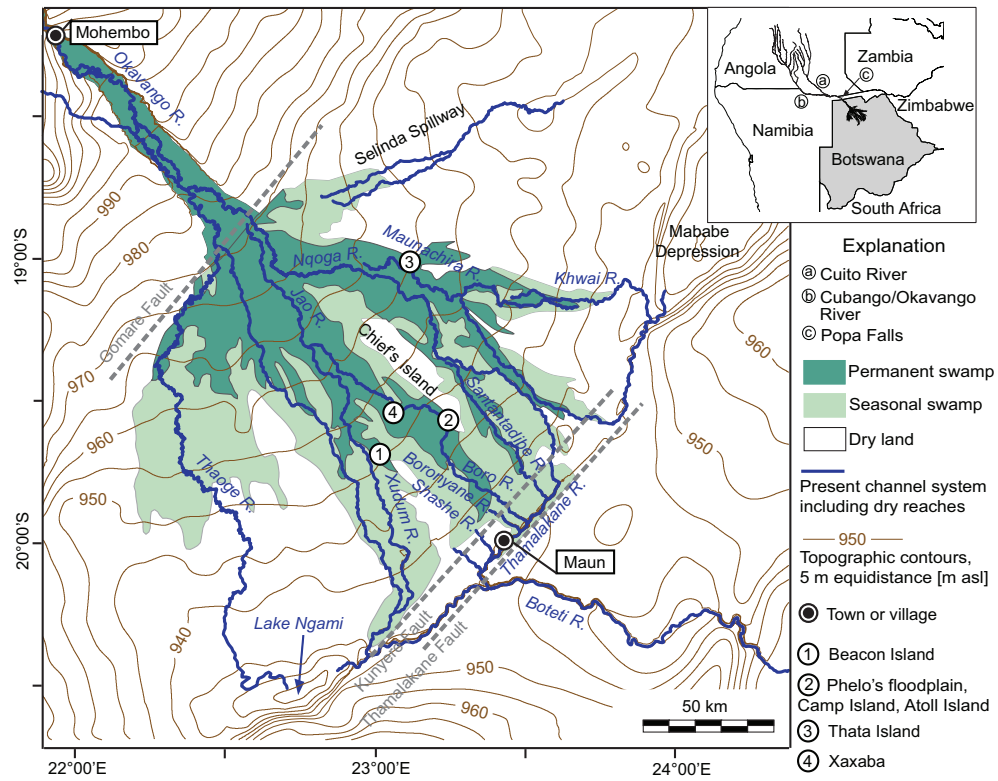 Mohembo
Okavango R.
Selinda Spillway
990
980
970
960
950
940
Gomare Fault
Nqoga R.
Maunachira R.
Khwai R.
Mababe
Depression
Jao R.
Chief's Island
Santantadibe R.
960
950
Thaoge R.
Xudum R.
Boronyane R.
Boro R.
Shashe R.
Thamalakane R.
Maun
Boteti R.
Lake Ngami
Kunyere Fault
Thamalakane Fault
950
960
1
2
3
4
50 km
19°00'S
20°00'S
22°00'E
23°00'E
24°00'E
Angola
Zambia
Namibia
Zimbabwe
Botswana
South Africa
a
b
c
Explanation
a Cuito River
b Cubango/Okavango
River
c Popa Falls
Permanent swamp
Seasonal swamp
Dry land
Present channel system
including dry reaches
950
Topographic contours,
5 m equidistance [m asl]
Town or village
1 Beacon Island
2 Phelo's floodplain,
Camp Island, Atoll Island
3 Thata Island
4 Xaxaba